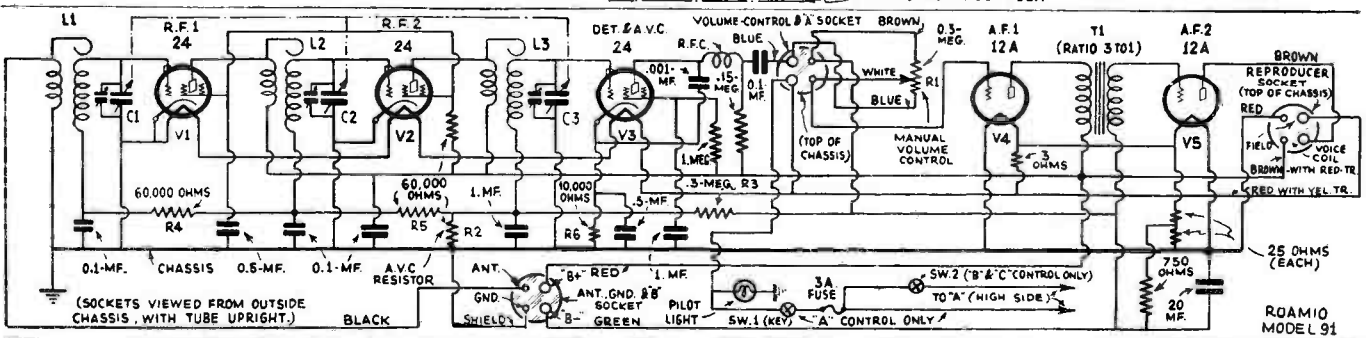 L1
R.F.1
24
V1
C1
R.F.2
24
L2
C2
V2
L3
C3
DET. & A.V.C.
24
V3
.001-
MF.
R.F.C.
.15-
MEG.
VOLUME-CONTROL & "A" SOCKET
BLUE
0.1-
MF.
(TOP OF
CHASSIS)
BROWN
WHITE
BLUE
0.3-
MEG.
R1
MANUAL
VOLUME
CONTROL
A.F.1
12A
V4
3
OHMS
T1
(RATIO 3 TO 1)
A.F.2
12A
V5
BROWN
REPRODUCER
SOCKET
(TOP OF CHASSIS)
RED
FIELD
VOICE
COIL
BROWN-WITH RED-TR.
RED WITH YEL. TR.
60,000 OHMS
R4
60,000
OHMS
R5
R2
1. MF.
10,000
OHMS
R6
.5-MF.
1. MEG.
.3-MEG. R3
0.1-MF.
CHASSIS
0.5-MF.
0.1-MF.
A.V.C.
RESISTOR
1. MF.
25 OHMS
(EACH)
750
OHMS
20
MF.
ANT.
GND.
SHIELD
"B+" RED
ANT., GND. & "B"
SOCKET
"B-" GREEN
BLACK
PILOT
LIGHT
SW.1 (KEY)
3A
FUSE
"A" CONTROL ONLY
SW.2 ("B" & "C" CONTROL ONLY)
TO "A" (HIGH SIDE)
(SOCKETS VIEWED FROM OUTSIDE
CHASSIS, WITH TUBE UPRIGHT.)
ROAMIO
MODEL 91